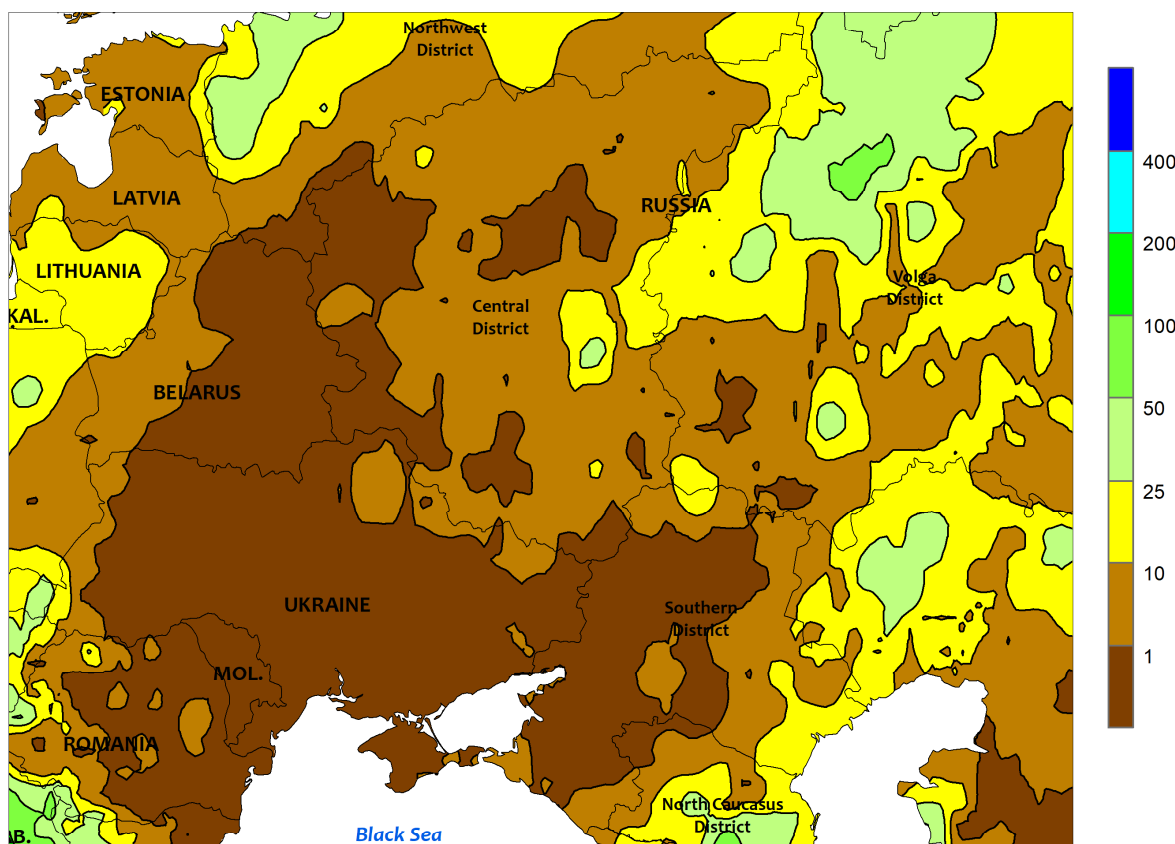 Northwest
District
ESTONIA
400
LATVIA
RUSSIA
200
LITHUANIA
Volga
District
KAL.
Central
District
100
BELARUS
50
25
10
UKRAINE
Southern
District
1
MOL.
ROMANIA
North Caucasus
District
Black Sea
AB.